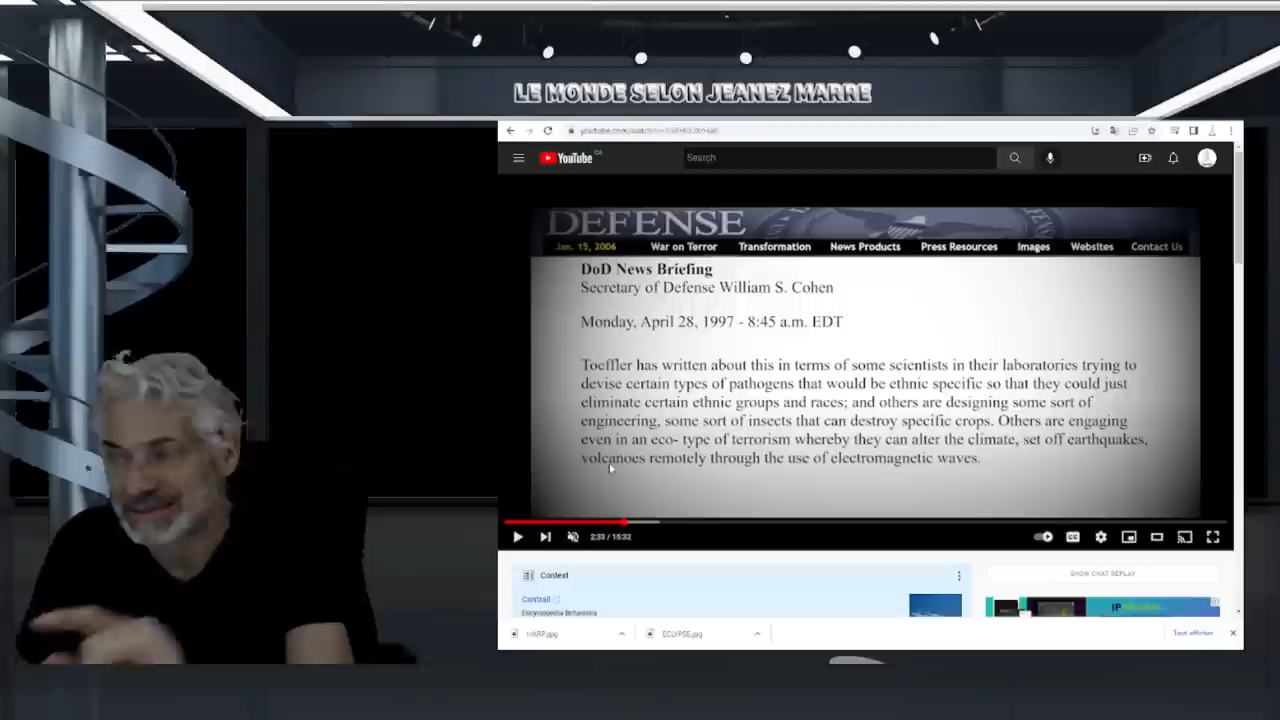 LE MONDE SELON JEANEZ MARRE
YouTube CA
Search
DEFENSE
Jan. 15, 2006 War on Terror Transformation News Products Press Resources Images Websites Contact Us
DoD News Briefing
Secretary of Defense William S. Cohen
Monday, April 28, 1997 - 8:45 a.m. EDT
Toeffler has written about this in terms of some scientists in their laboratories trying to
devise certain types of pathogens that would be ethnic specific so that they could just
eliminate certain ethnic groups and races; and others are designing some sort of
engineering, some sort of insects that can destroy specific crops. Others are engaging
even in an eco- type of terrorism whereby they can alter the climate, set off earthquakes,
volcanoes remotely through the use of electromagnetic waves.
2:33 / 15:32
Context
SHOW CHAT REPLAY
Contrail
Encyclopedia Britannica
IP
ECLYPSE.jpg
Tout afficher